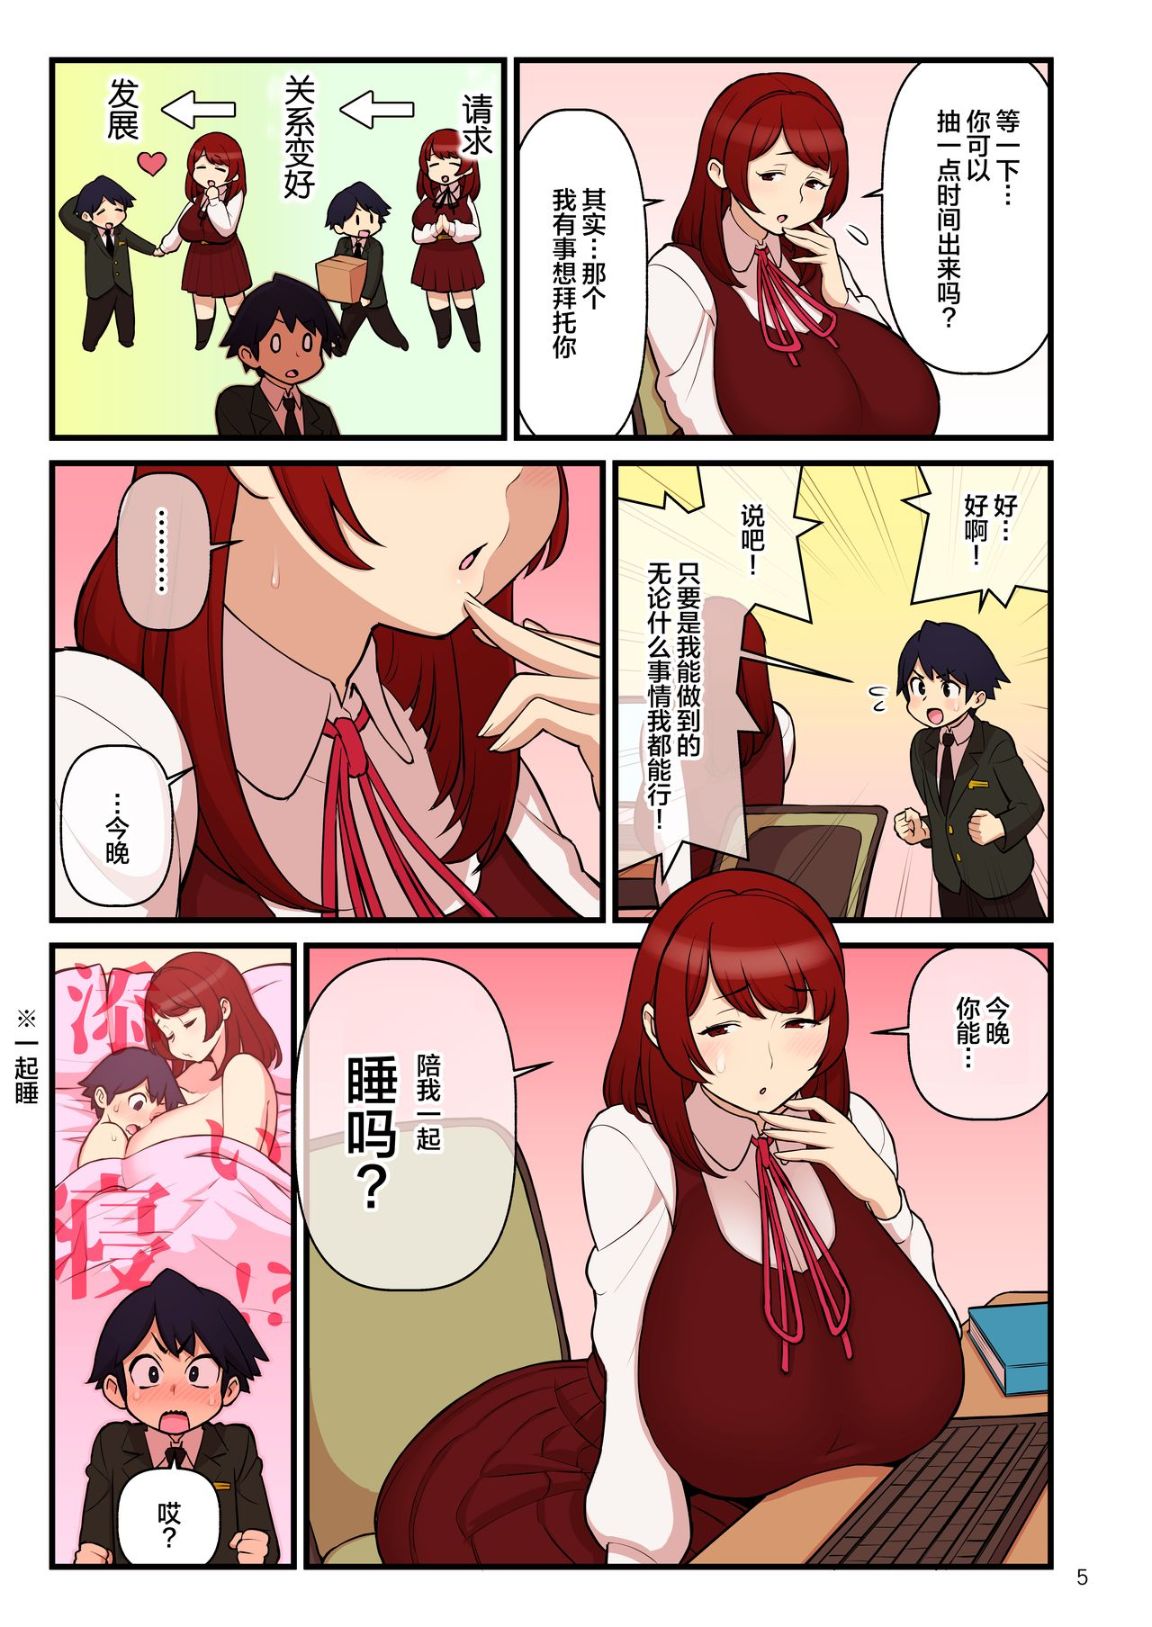 等一下…
你可以
抽一点时间出来吗？
其实…那个
我有事想拜托你
请求
关系变好
发展
好…
好啊！
说吧！
只要是我能做到的
无论什么事情我都能行！
………
…今晚
今晚
你能…
陪我一起
睡吗？
添い寝!?
哎？
※一起睡
5